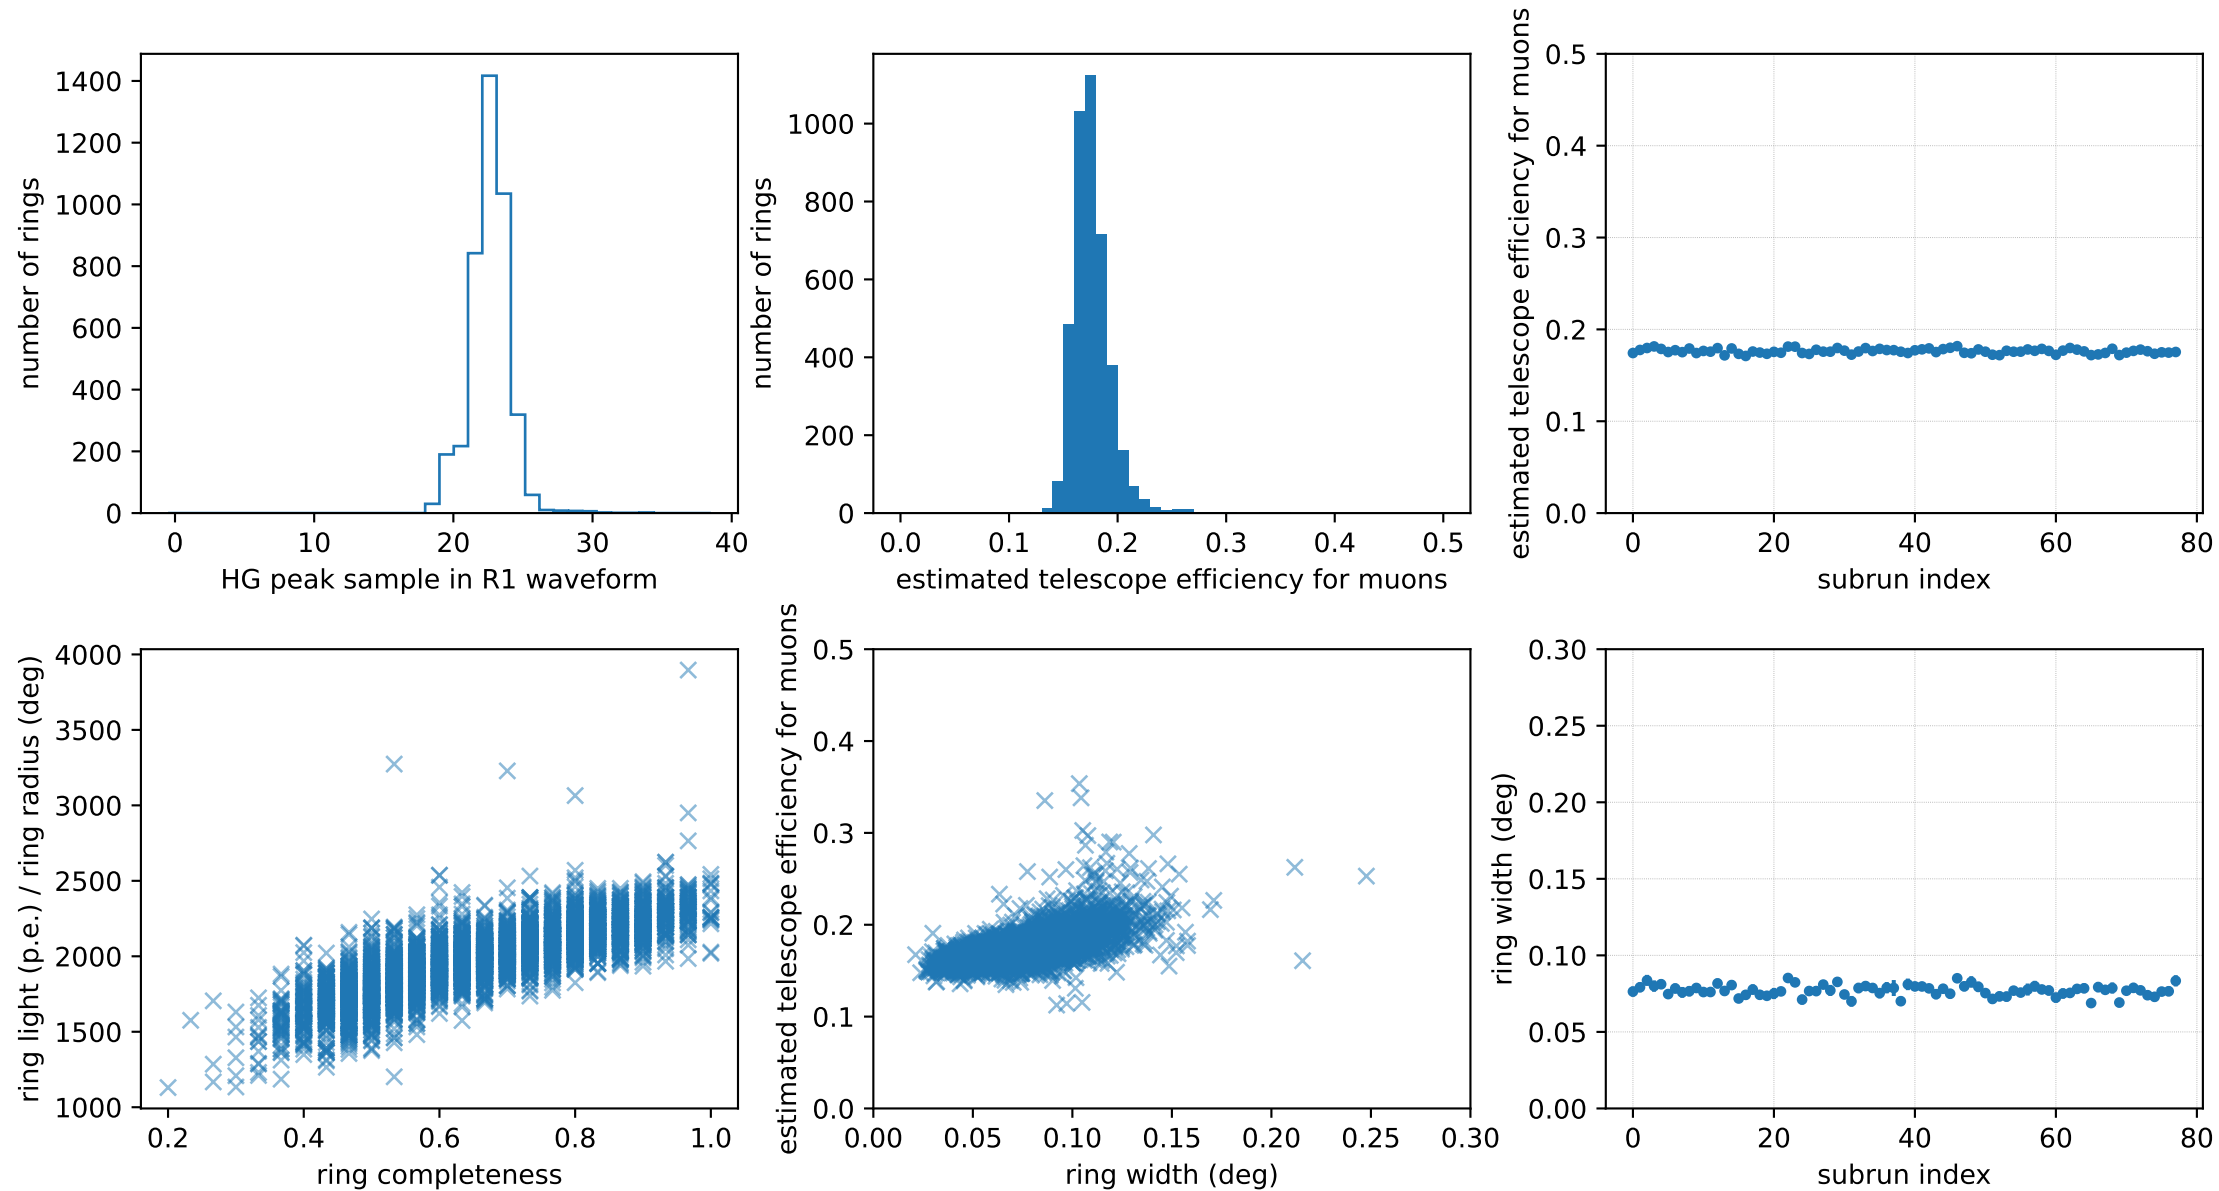 number of rings
1400
1200
1000
800
600
400
200
0
0 10 20 30 40
HG peak sample in R1 waveform
number of rings
1000
800
600
400
200
0
0.0 0.1 0.2 0.3 0.4 0.5
estimated telescope efficiency for muons
estimated telescope efficiency for muons
0.5
0.4
0.3
0.2
0.1
0.0
0 20 40 60 80
subrun index
ring light (p.e.) / ring radius (deg)
4000
3500
3000
2500
2000
1500
1000
0.2 0.4 0.6 0.8 1.0
ring completeness
estimated telescope efficiency for muons
0.5
0.4
0.3
0.2
0.1
0.0
0.00 0.05 0.10 0.15 0.20 0.25 0.30
ring width (deg)
ring width (deg)
0.30
0.25
0.20
0.15
0.10
0.05
0.00
0 20 40 60 80
subrun index